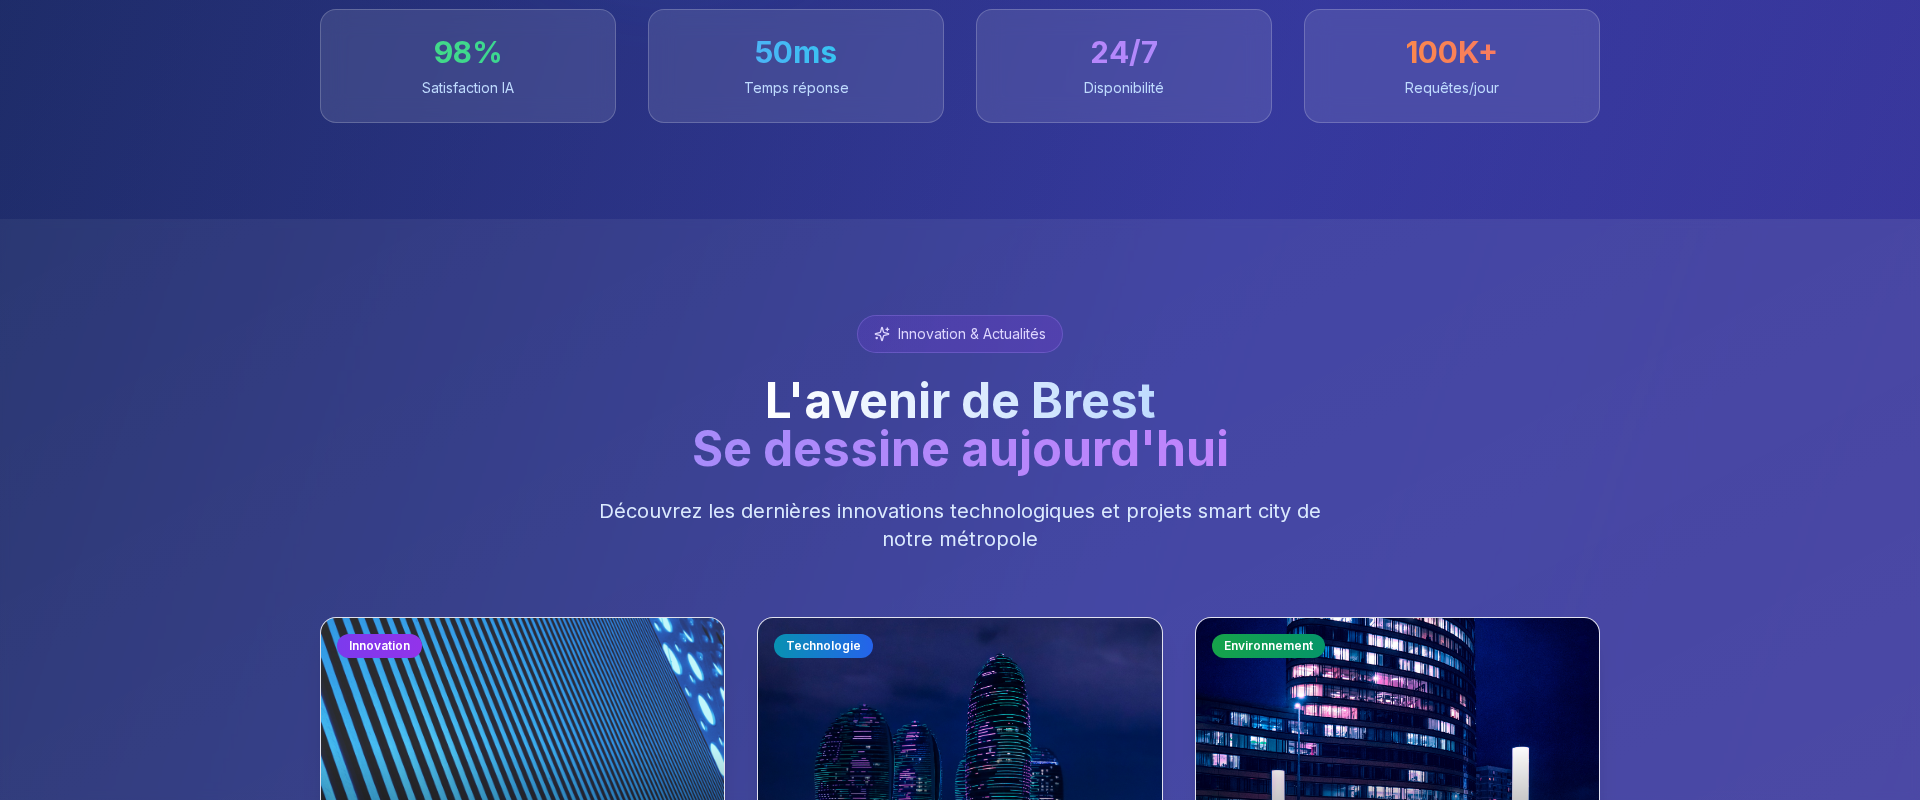 98%
50ms
24/7
100K+
Satisfaction IA
Temps réponse
Disponibilité
Requêtes/jour
Innovation & Actualités
L'avenir de Brest
Se dessine aujourd'hui
Découvrez les dernières innovations technologiques et projets smart city de
notre métropole
Innovation
Technologie
Environnement